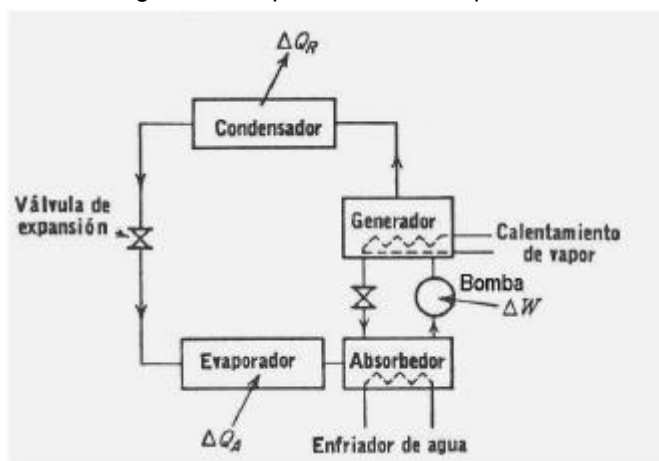 ΔQR
Condensador
Válvula de
expansión
Generador
Calentamiento
de vapor
Bomba
ΔW
Evaporador
Absorbedor
ΔQA
Enfriador de agua